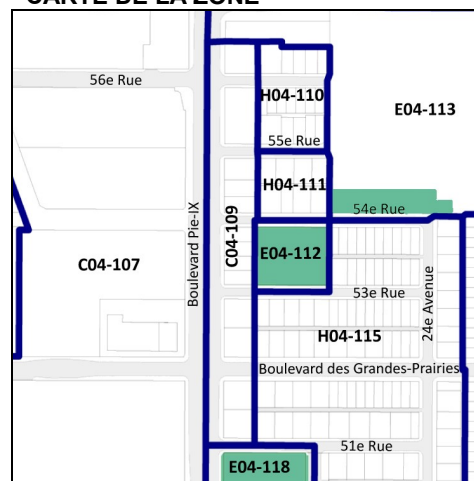 CARTE DE LA ZONE
56e Rue
H04-110
E04-113
55e Rue
H04-111
54e Rue
C04-109
Boulevard Pie-IX
E04-112
C04-107
53e Rue
24e Avenue
H04-115
Boulevard des Grandes-Prairies
51e Rue
E04-118